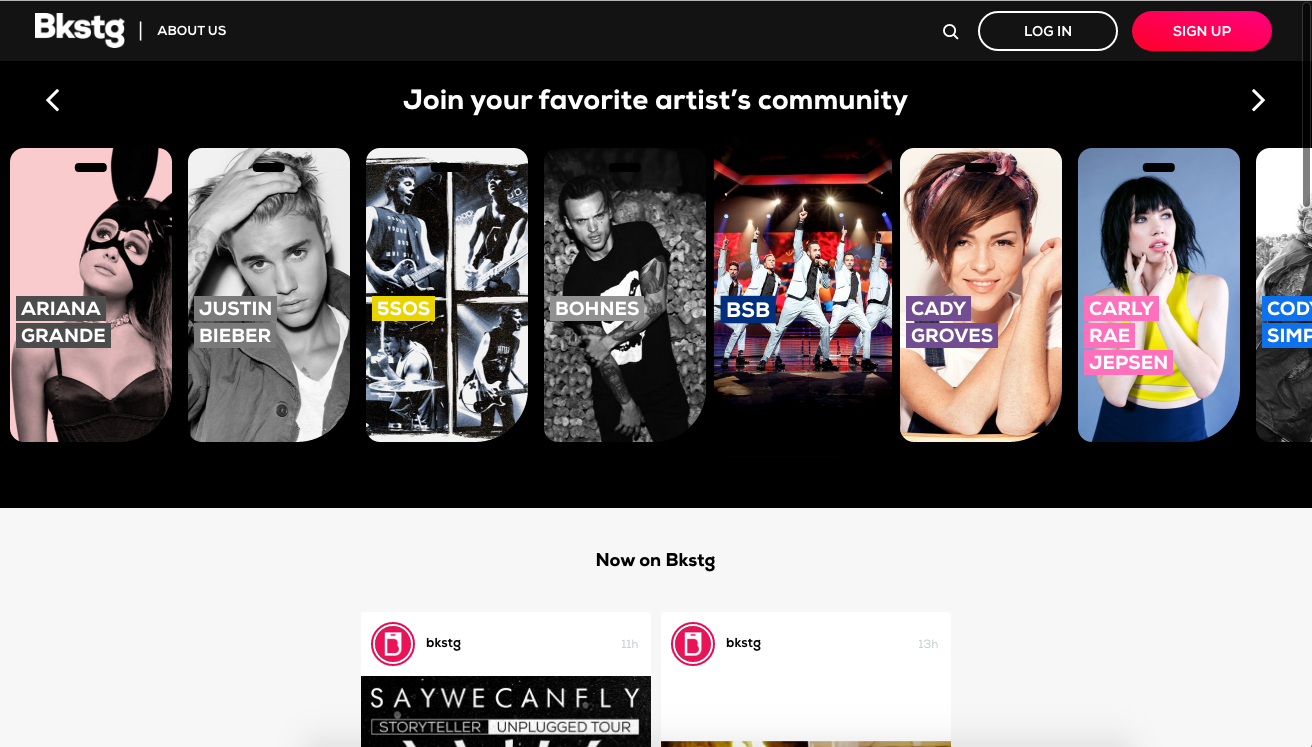 Bkstg | ABOUT US
LOG IN
SIGN UP
Join your favorite artist's community
ARIANA
GRANDE
JUSTIN
BIEBER
5SOS
BOHNES
BSB
CADY
GROVES
CARLY
RAE
JEPSEN
CODY
SIMP
Now on Bkstg
bkstg
11h
SAYWECANFLY
STORYTELLER UNPLUGGED TOUR
bkstg
13h